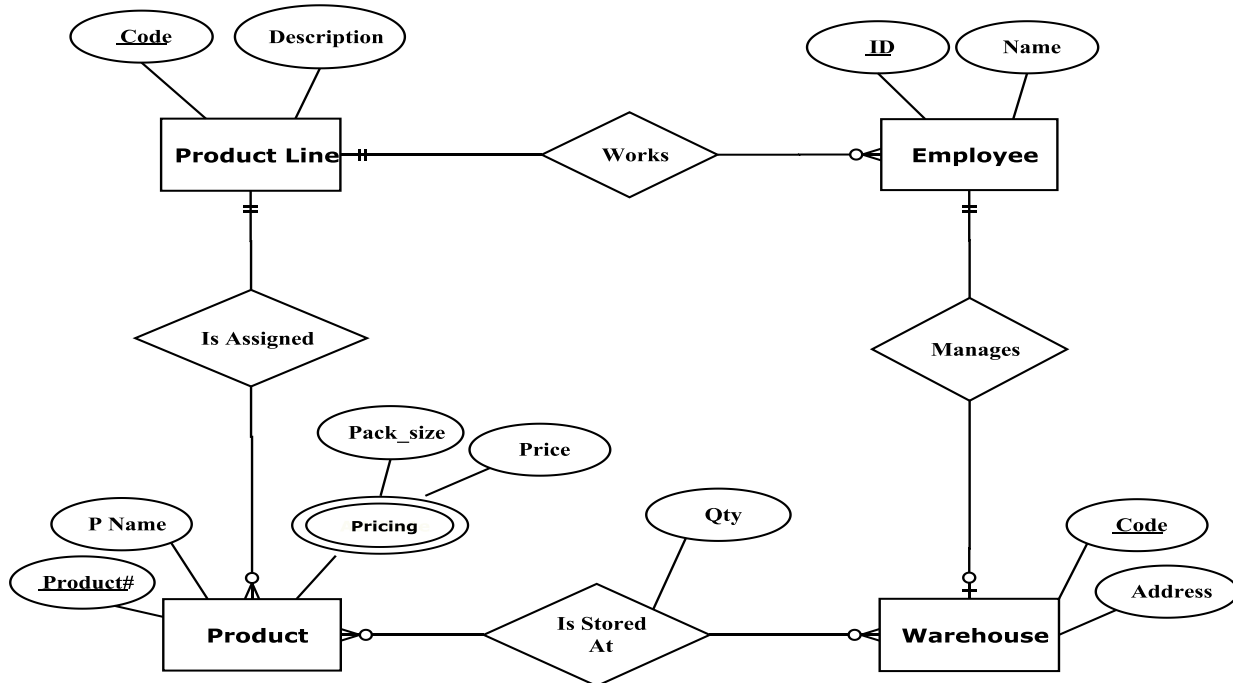 Code
Description
ID
Name
Product Line
Works
Employee
Is Assigned
Manages
Pack_size
Price
P Name
Pricing
Qty
Code
Product#
Address
Product
Is Stored
At
Warehouse